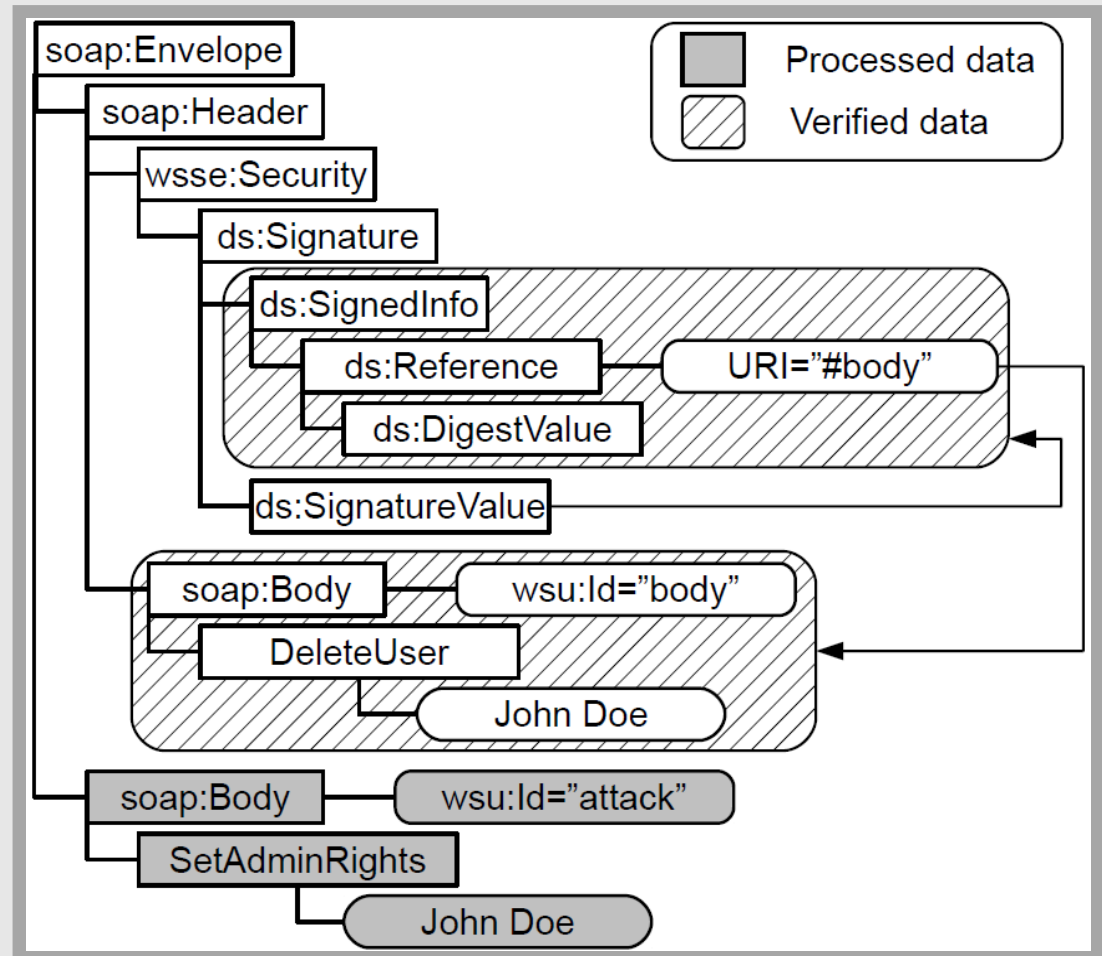 soap:Envelope
Processed data
soap:Header
Verified data
wsse:Security
ds:Signature
ds:SignedInfo
ds:Reference URI=”#body”
ds:DigestValue
ds:SignatureValue
soap:Body wsu:Id=”body”
DeleteUser
John Doe
soap:Body wsu:Id=”attack”
SetAdminRights
John Doe